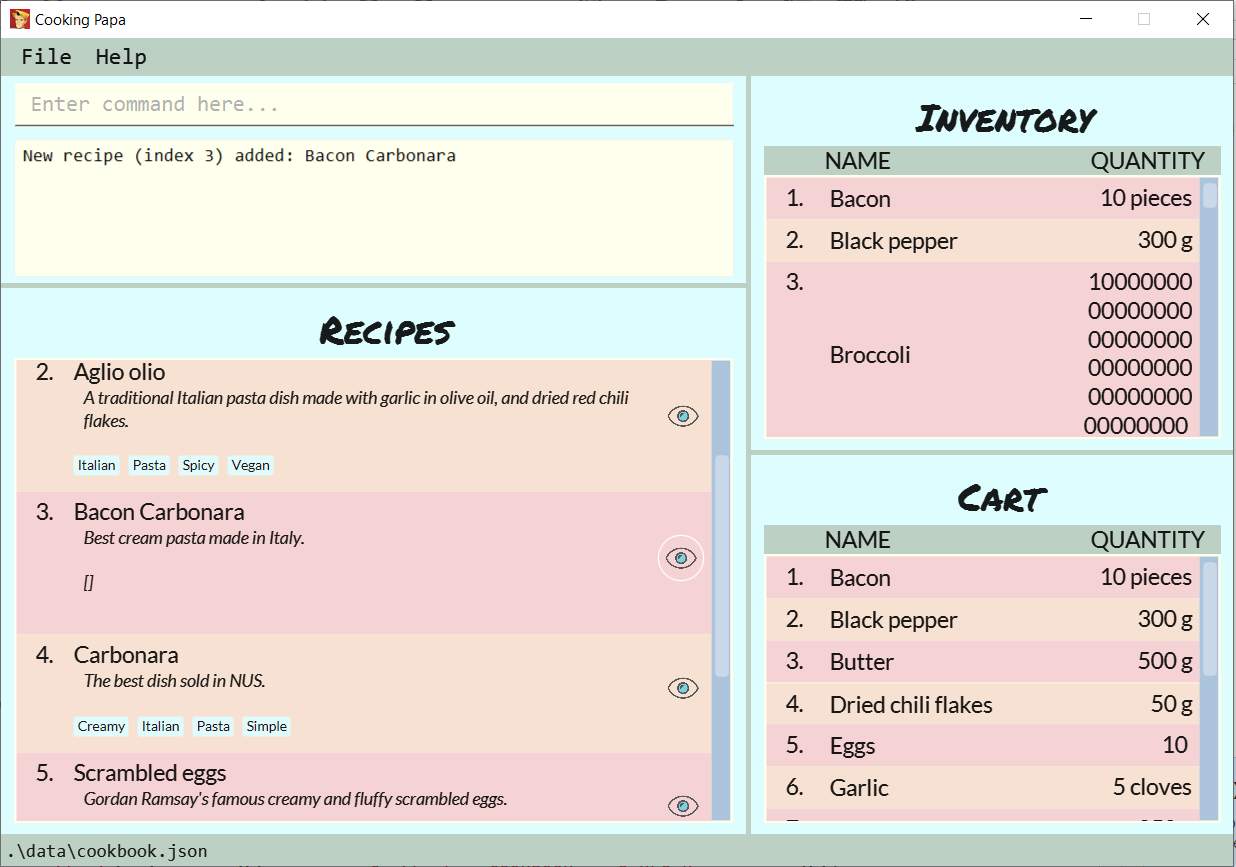 Cooking Papa
File Help
Enter command here...
New recipe (index 3) added: Bacon Carbonara
RECIPES
2. Aglio olio
A traditional Italian pasta dish made with garlic in olive oil, and dried red chili
flakes.
Italian Pasta Spicy Vegan
3. Bacon Carbonara
Best cream pasta made in Italy.
[]
4. Carbonara
The best dish sold in NUS.
Creamy Italian Pasta Simple
5. Scrambled eggs
Gordan Ramsay's famous creamy and fluffy scrambled eggs.
INVENTORY
NAME QUANTITY
1. Bacon 10 pieces
2. Black pepper 300 g
3. Broccoli 10000000
00000000
00000000
00000000
00000000
00000000
CART
NAME QUANTITY
1. Bacon 10 pieces
2. Black pepper 300 g
3. Butter 500 g
4. Dried chili flakes 50 g
5. Eggs 10
6. Garlic 5 cloves
.\data\cookbook.json